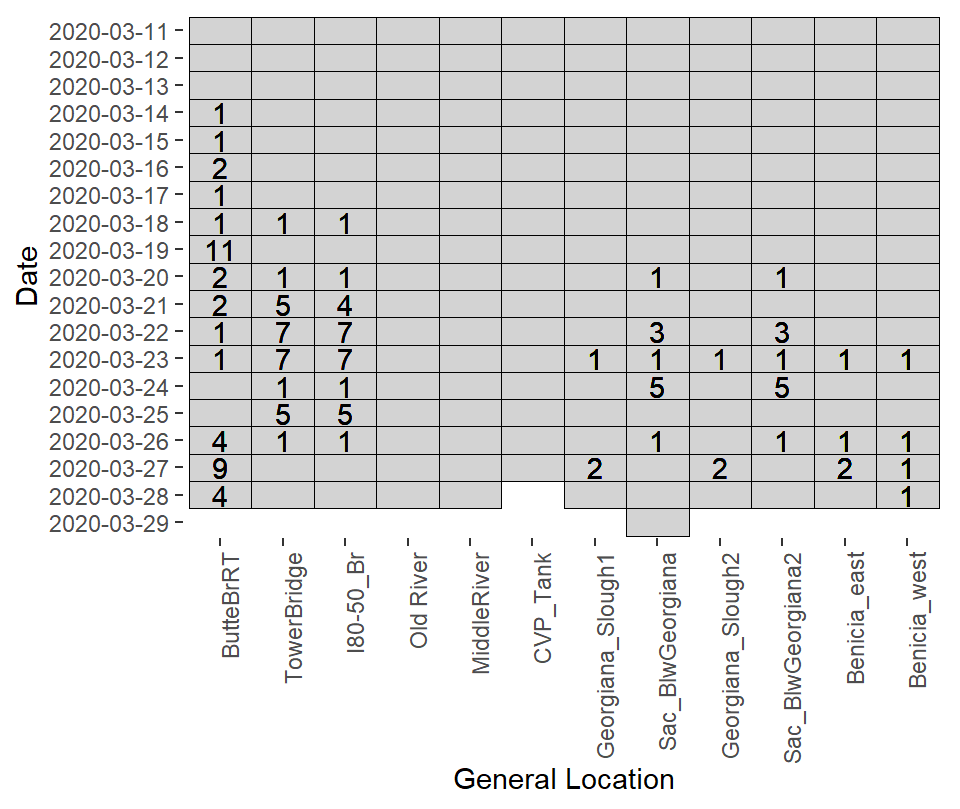 2020-03-11
2020-03-12
2020-03-13
2020-03-14 1
2020-03-15 1
2020-03-16 2
2020-03-17 1
2020-03-18 1 1 1
2020-03-19 11
2020-03-20 2 1 1 1 1
2020-03-21 2 5 4
2020-03-22 1 7 7 3 3
2020-03-23 1 7 7 1 1 1 1 1 1
2020-03-24 1 1 5 5
2020-03-25 5 5
2020-03-26 4 1 1 1 1 1 1
2020-03-27 9 2 2 2 1
2020-03-28 4 1
2020-03-29
Date
ButteBrRT
TowerBridge
I80-50_Br
Old River
MiddleRiver
CVP_Tank
Georgiana_Slough1
Sac_BlwGeorgiana
Georgiana_Slough2
Sac_BlwGeorgiana2
Benicia_east
Benicia_west
General Location